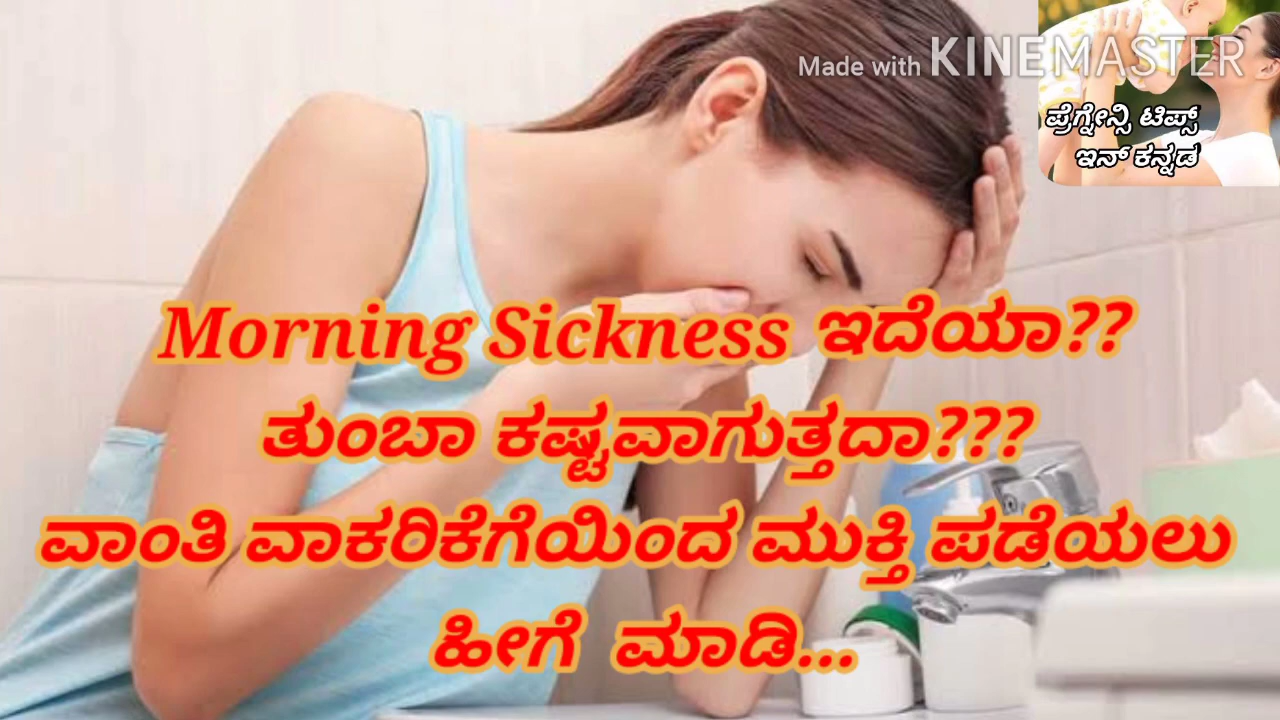 Made with KINEMASTER
ಪ್ರೆಗ್ನೇನ್ಸಿ ಟಿಪ್ಸ್
ಇನ್ ಕನ್ನಡ
Morning Sickness ಇದೆಯಾ??
ತುಂಬಾ ಕಷ್ಟವಾಗುತ್ತದಾ???
ವಾಂತಿ ವಾಕರಿಕೆಗೆಯಿಂದ ಮುಕ್ತಿ ಪಡೆಯಲು
ಹೀಗೆ ಮಾಡಿ...